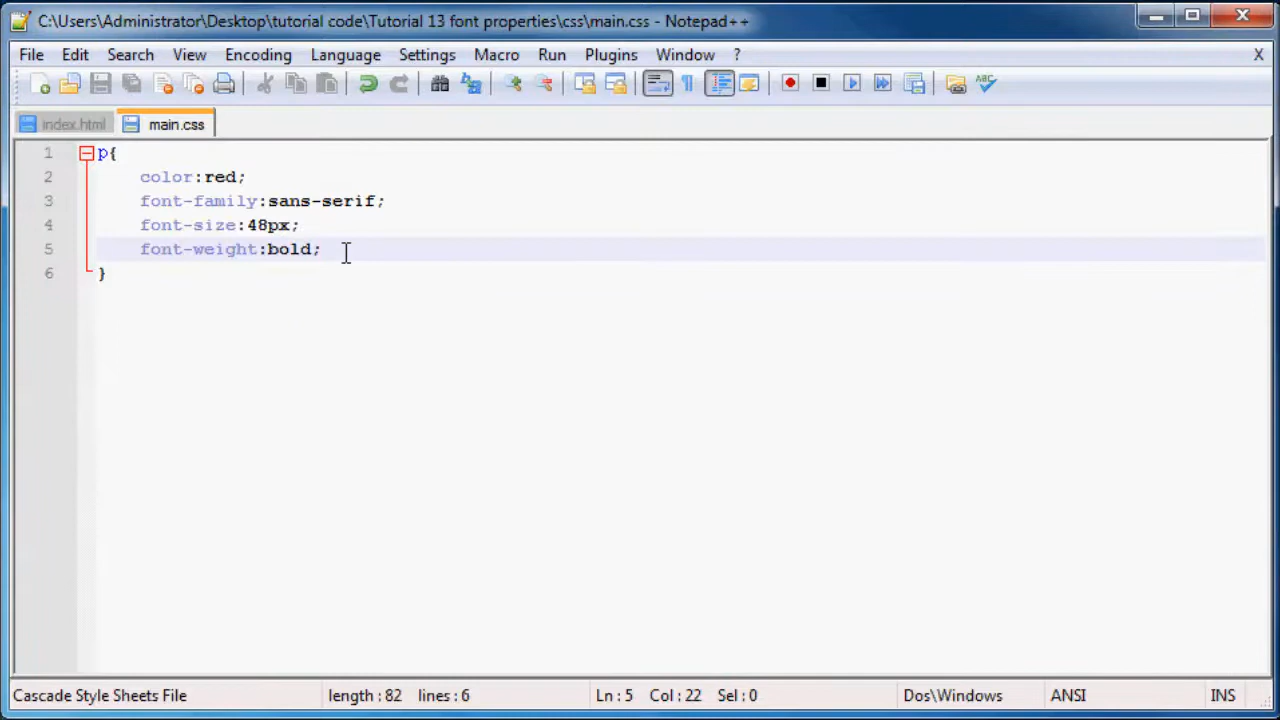 C:\Users\Administrator\Desktop\tutorial code\Tutorial 13 font properties\css\main.css - Notepad++
File Edit Search View Encoding Language Settings Macro Run Plugins Window ? X
index.html main.css
1 p{
2 color:red;
3 font-family:sans-serif;
4 font-size:48px;
5 font-weight:bold;
6 }
Cascade Style Sheets File length : 82 lines : 6 Ln : 5 Col : 22 Sel : 0 Dos\Windows ANSI INS